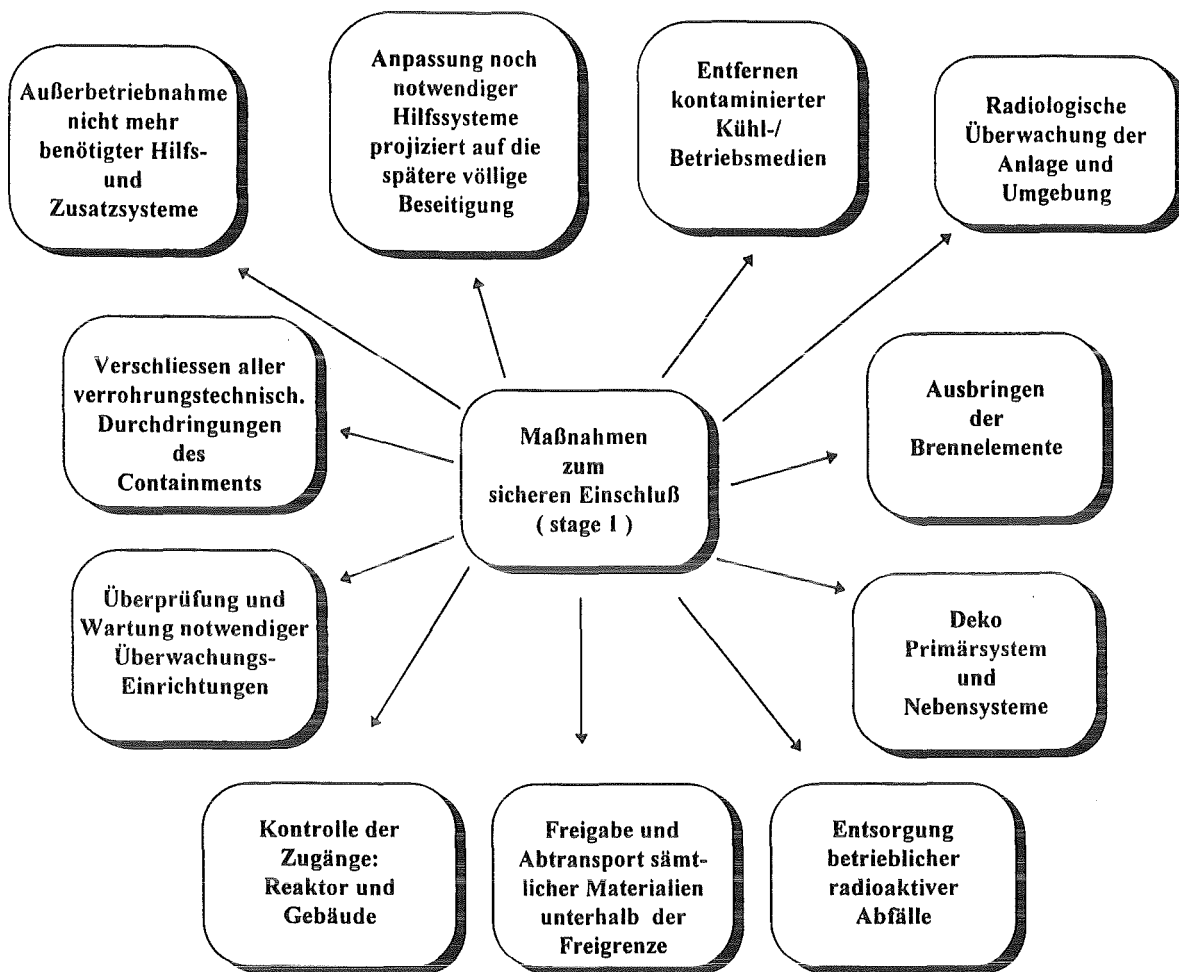 Außerbetriebnahme
nicht mehr
benötigter Hilfs-
und
Zusatzsysteme
Anpassung noch
notwendiger
Hilfssysteme
projiziert auf die
spätere völlige
Beseitigung
Entfernen
kontaminierter
Kühl-/
Betriebsmedien
Radiologische
Überwachung der
Anlage und
Umgebung
Verschliessen aller
verrohrungstechnisch.
Durchdringungen
des
Containments
Maßnahmen
zum
sicheren Einschluß
( stage 1 )
Ausbringen
der
Brennelemente
Überprüfung und
Wartung notwendiger
Überwachungs-
Einrichtungen
Deko
Primärsystem
und
Nebensysteme
Kontrolle der
Zugänge:
Reaktor und
Gebäude
Freigabe und
Abtransport sämt-
licher Materialien
unterhalb der
Freigrenze
Entsorgung
betrieblicher
radioaktiver
Abfälle